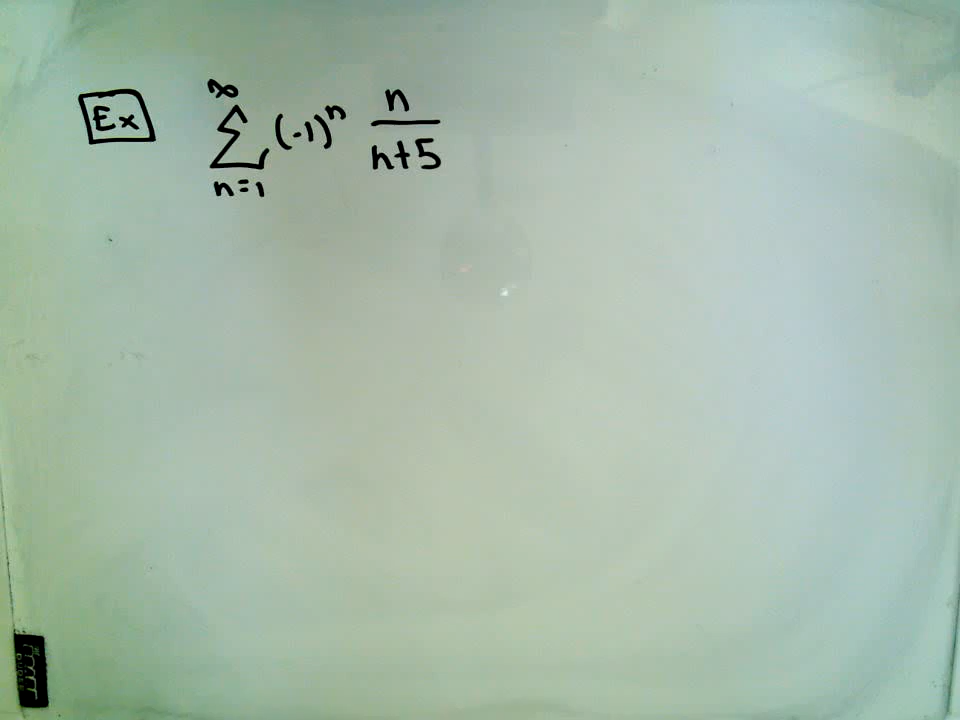 Ex ∞ ∑ n=1 (-1)^n n/(n+5)